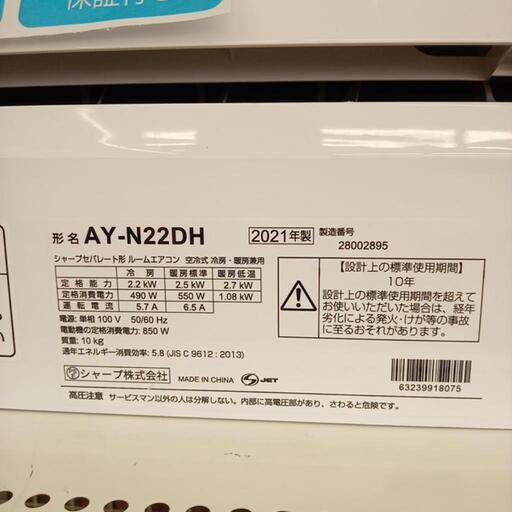 形名 AY-N22DH 2021年製 製造番号
28002895
シャープセパレート形 ルームエアコン 空冷式 冷房・暖房兼用
冷房 暖房標準 暖房低温
定格能力 2.2 kW 2.5 kW 2.7 kW
定格消費電力 490 W 550 W 1.08 kW
運転電流 5.7 A 6.5 A
電源: 単相 100 V 50/60 Hz
電動機の定格消費電力: 850 W
質量: 10 kg
通年エネルギー消費効率: 5.8 (JIS C 9612 : 2013)
シャープ株式会社 MADE IN CHINA S JET
【設計上の標準使用期間】
10年
設計上の標準使用期間を超えて
お使いいただいた場合は、経年
劣化による発火・けが等の事故
に至るおそれがあります。
63239918075
高圧注意 サービスマン以外の人は分解しない。内部に高電圧部があり、さわると危険です。